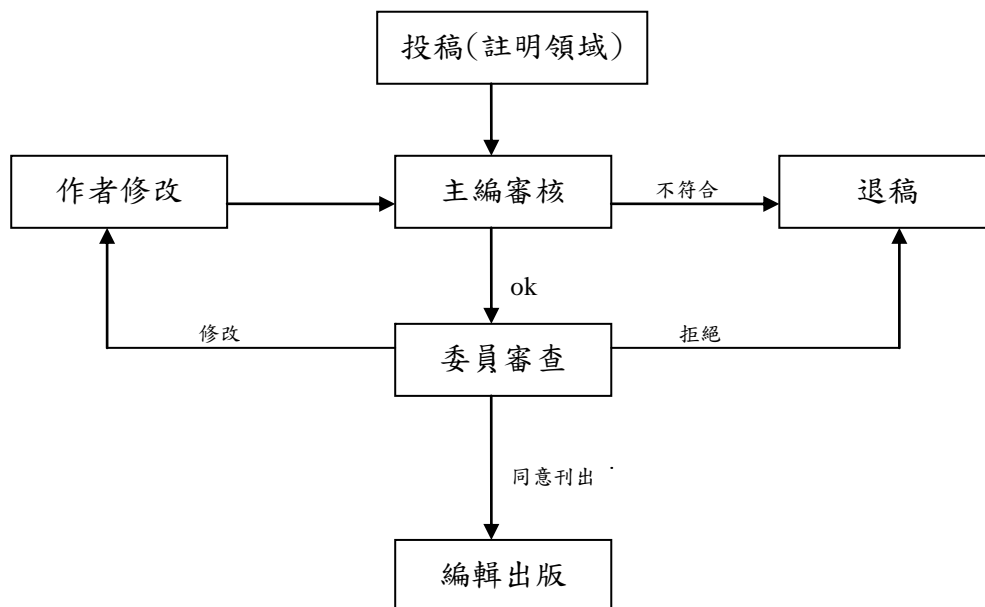 投稿(註明領域)
作者修改
主編審核
不符合
退稿
ok
修改
委員審查
拒絕
同意刊出
編輯出版